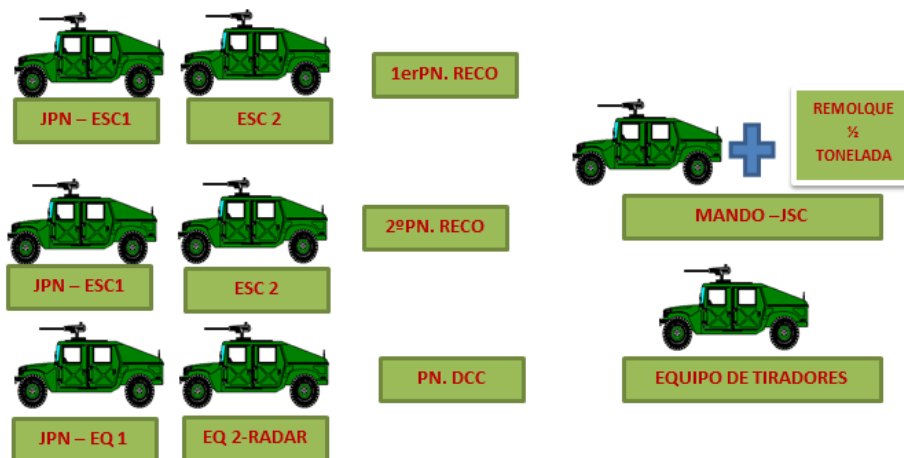 1erPN. RECO
JPN – ESC1
ESC 2
REMOLQUE
½
TONELADA
MANDO –JSC
2ºPN. RECO
JPN – ESC1
ESC 2
PN. DCC
EQUIPO DE TIRADORES
JPN – EQ 1
EQ 2-RADAR